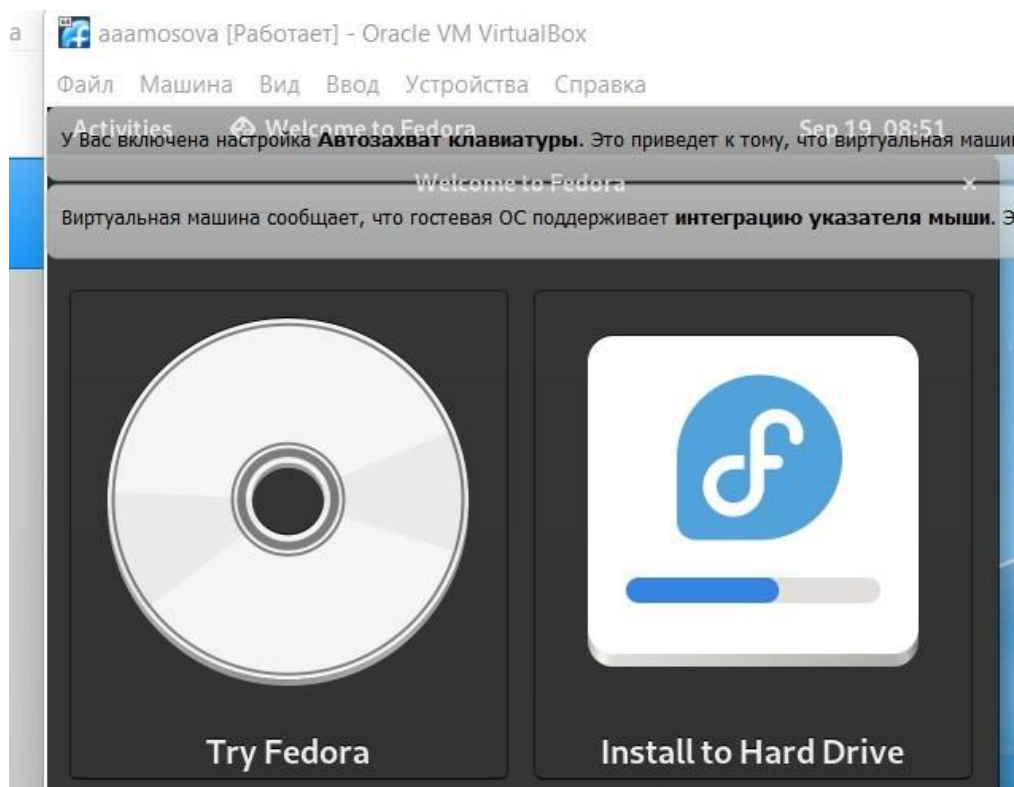 а
aaamosova [Работает] - Oracle VM VirtualBox
Файл Машина Вид Ввод Устройства Справка
Activities Welcome to Fedora Sep 19 08:51
У Вас включена настройка Автозахват клавиатуры. Это приведет к тому, что виртуальная маши
Welcome to Fedora
Виртуальная машина сообщает, что гостевая ОС поддерживает интеграцию указателя мыши. Э
Try Fedora Install to Hard Drive